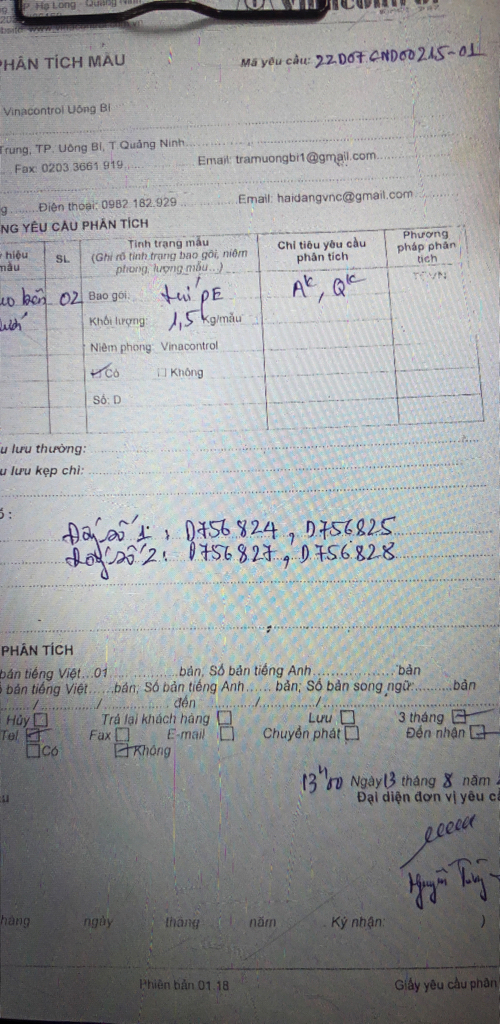 P. Hạ Long - Quảng Ninh
PHÂN TÍCH MẪU Mã yêu cầu: 22D07CND00215-01
Vinacontrol Uông Bí
Trung, TP. Uông Bí, T Quảng Ninh
Fax: 0203 3661 919 Email: tramuongbi1@gmail.com
Điện thoại: 0982 182 929 Email: haidangvnc@gmail.com
NG YÊU CẦU PHÂN TÍCH
hiệu mẫu SL Tình trạng mẫu (Ghi rõ tình trạng bao gói, niêm phong, lượng mẫu...) Chỉ tiêu yêu cầu phân tích Phương pháp phân tích
02 Bao gói: túi PE Ak, Qk TCVN
Khối lượng: 1,5 Kg/mẫu
Niêm phong: Vinacontrol
Có Không
Số: D
u lưu thường:
u lưu kẹp chì:
Dãy số 1: D756824, D756825
Dãy số 2: D756827, D756828
PHÂN TÍCH
bản tiếng Việt...01 bản, Số bản tiếng Anh bản
bản tiếng Việt......bản, Số bản tiếng Anh...... bản, Số bản song ngữ..........bản
đến
Hủy Trả lại khách hàng Lưu 3 tháng
Tel Fax E-mail Chuyển phát Đến nhận
Có Không
13h00 Ngày 13 tháng 8 năm
Đại diện đơn vị yêu c
hàng ngày tháng năm Ký nhận: )
Phiên bản 01.18 Giấy yêu cầu phân